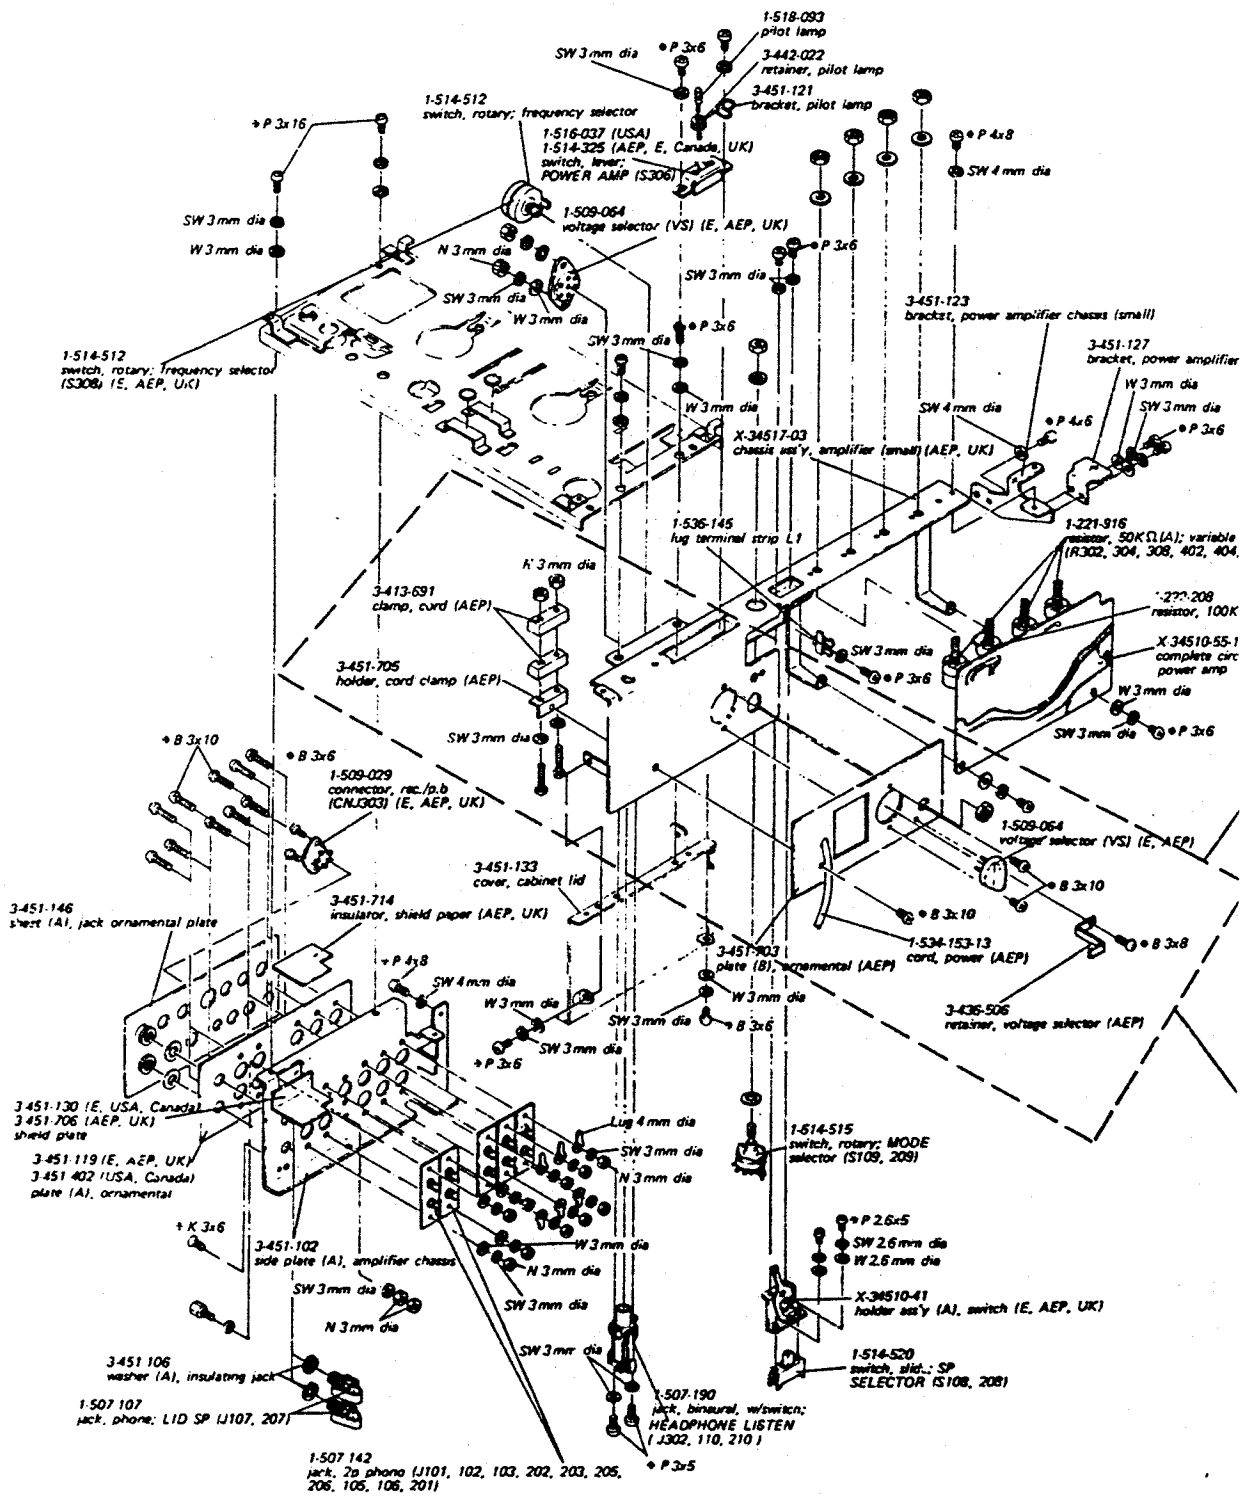 1-518-093
pilot lamp
⊕ P 3x6
SW 3 mm dia
3-442-022
retainer, pilot lamp
3-451-121
bracket, pilot lamp
1-514-512
switch, rotary; frequency selector
+ P 3x16
1-516-037 (USA)
1-514-325 (AEP, E, Canada, UK)
switch, lever;
POWER AMP (S306)
⊕ P 4x8
SW 4 mm dia
SW 3 mm dia
W 3 mm dia
1-509-064
voltage selector (VS) (E, AEP, UK)
N 3 mm dia
SW 3 mm dia
W 3 mm dia
⊕ P 3x6
SW 3 mm dia
3-451-123
bracket, power amplifier chassis (small)
⊕ P 3x6
SW 3 mm dia
3-451-127
bracket, power amplifier
W 3 mm dia
SW 3 mm dia
⊕ P 3x6
1-514-512
switch, rotary; frequency selector
(S308) (E, AEP, UK)
W 3 mm dia
SW 4 mm dia
⊕ P 4x6
X-34517-03
chassis ass'y, amplifier (small) (AEP, UK)
1-536-145
lug terminal strip L1
1-221-916
resistor, 50KΩ(A); variable
(R302, 304, 308, 402, 404,
N 3 mm dia
3-413-691
clamp, cord (AEP)
resistor, 100K
3-451-705
holder, cord clamp (AEP)
SW 3 mm dia
⊕ P 3x6
X-34510-55-1
complete circ
power amp
W 3 mm dia
SW 3 mm dia
⊕ P 3x6
SW 3 mm dia
+ B 3x10
⊕ B 3x6
1-509-029
connector, rec./p.b
(CNJ303) (E, AEP, UK)
1-509-064
voltage selector (VS) (E, AEP)
3-451-133
cover, cabinet lid
⊕ B 3x10
3-451-146
sheet (A), jack ornamental plate
3-451-714
insulator, shield paper (AEP, UK)
⊕ B 3x10
1-534-153-13
cord, power (AEP)
⊕ B 3x8
3-451-703
plate (B), ornamental (AEP)
+ P 4x8
SW 4 mm dia
W 3 mm dia
SW 3 mm dia
+ P 3x6
W 3 mm dia
SW 3 mm dia
⊕ B 3x6
3-436-506
retainer, voltage selector (AEP)
3-451-130 (E, USA, Canada)
3-451-706 (AEP, UK)
shield plate
3-451-119 (E, AEP, UK)
3-451-402 (USA, Canada)
plate (A), ornamental
Lug 4 mm dia
SW 3 mm dia
N 3 mm dia
1-514-515
switch, rotary; MODE
selector (S109, 209)
+ K 3x6
3-451-102
side plate (A), amplifier chassis
W 3 mm dia
N 3 mm dia
SW 3 mm dia
SW 3 mm dia
N 3 mm dia
⊕ P 2.6x5
SW 2.6 mm dia
W 2.6 mm dia
X-34510-41
holder ass'y (A), switch (E, AEP, UK)
3-451-106
washer (A), insulating jack
SW 3 mm dia
1-514-520
switch, slide; SP
SELECTOR (S108, 208)
1-507-107
jack, phone; LID SP (J107, 207)
1-507-190
jack, binaural, w/switch;
HEADPHONE LISTEN
(J302, 110, 210)
1-507-142
jack, 2p phono (J101, 102, 103, 202, 203, 205,
206, 105, 106, 201)
⊕ P 3x5